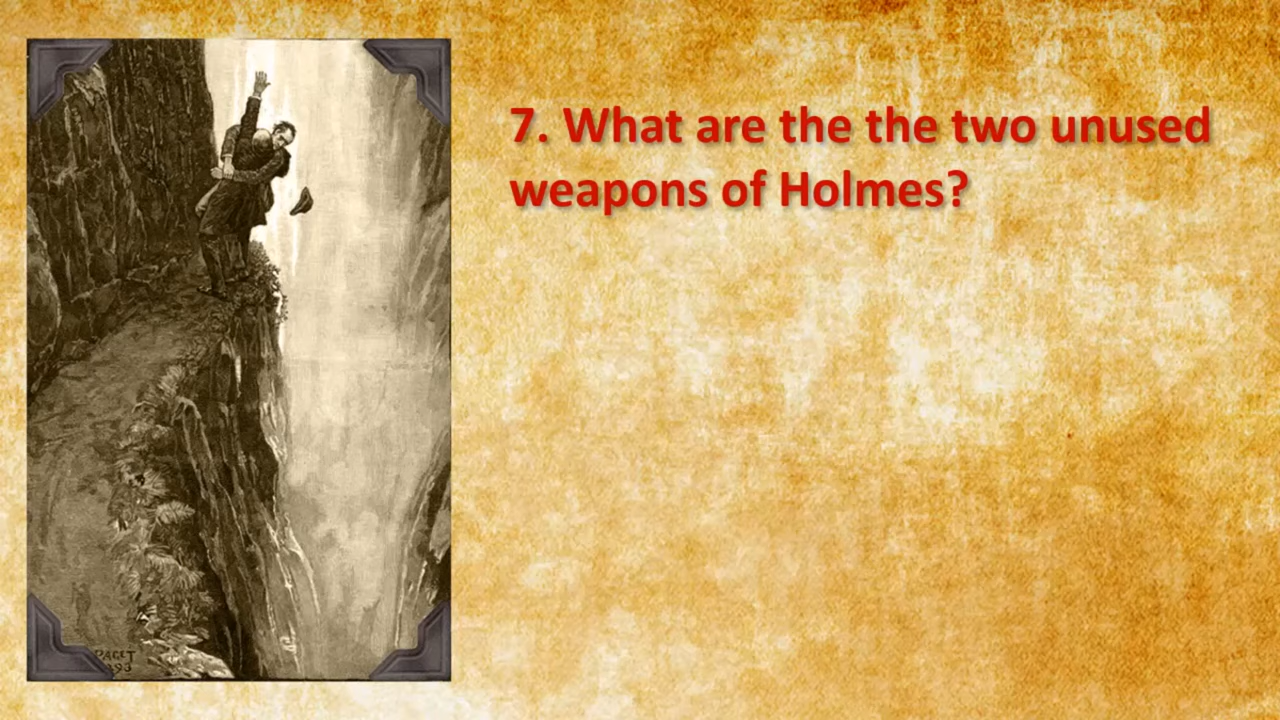 7. What are the the two unused
weapons of Holmes?
PAGET